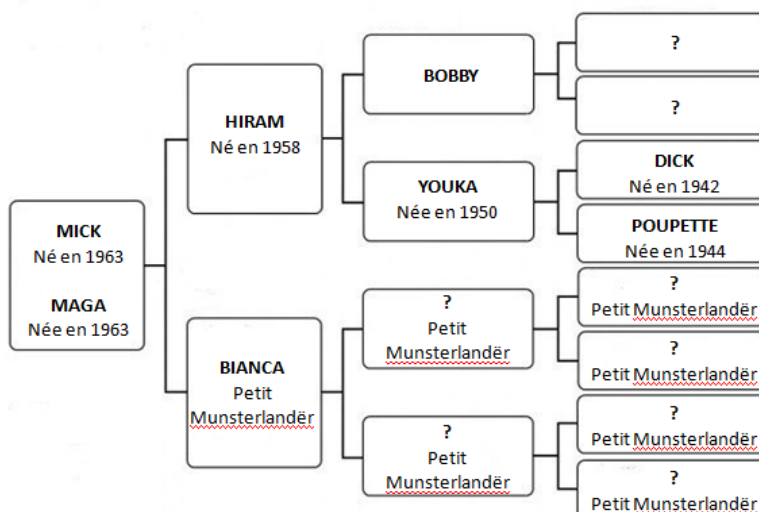 MICK
Né en 1963
MAGA
Née en 1963
HIRAM
Né en 1958
BIANCA
Petit
Munsterlandër
BOBBY
YOUKA
Née en 1950
?
Petit
Munsterlandër
?
Petit
Munsterlandër
?
?
DICK
Né en 1942
POUPETTE
Née en 1944
?
Petit Munsterlandër
?
Petit Munsterlandër
?
Petit Munsterlandër
?
Petit Munsterlandër